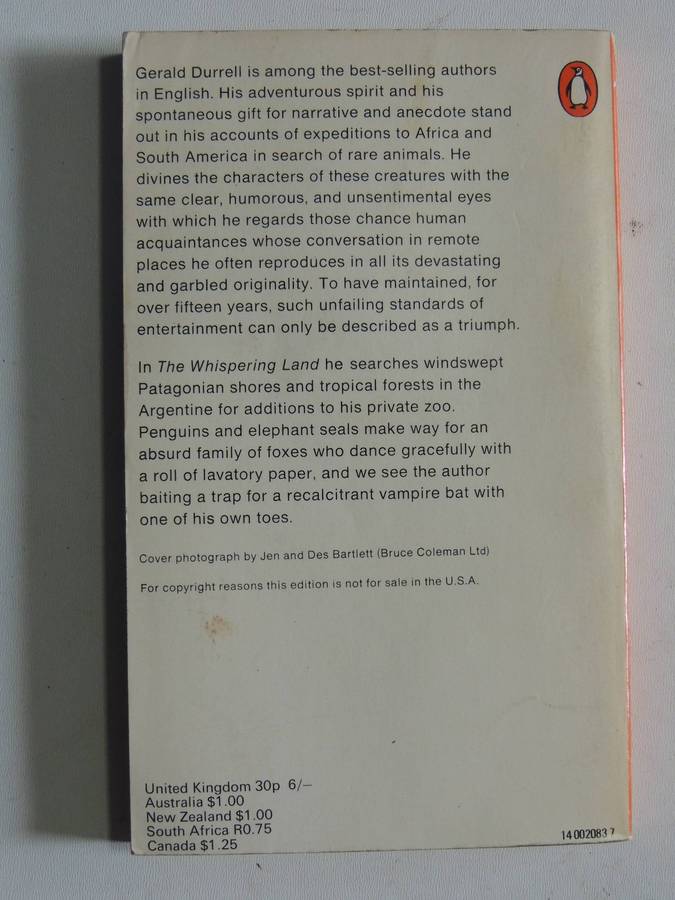 Gerald Durrell is among the best-selling authors
in English. His adventurous spirit and his
spontaneous gift for narrative and anecdote stand
out in his accounts of expeditions to Africa and
South America in search of rare animals. He
divines the characters of these creatures with the
same clear, humorous, and unsentimental eyes
with which he regards those chance human
acquaintances whose conversation in remote
places he often reproduces in all its devastating
and garbled originality. To have maintained, for
over fifteen years, such unfailing standards of
entertainment can only be described as a triumph.
In The Whispering Land he searches windswept
Patagonian shores and tropical forests in the
Argentine for additions to his private zoo.
Penguins and elephant seals make way for an
absurd family of foxes who dance gracefully with
a roll of lavatory paper, and we see the author
baiting a trap for a recalcitrant vampire bat with
one of his own toes.
Cover photograph by Jen and Des Bartlett (Bruce Coleman Ltd)
For copyright reasons this edition is not for sale in the U.S.A.
United Kingdom 30p 6/–
Australia $1.00
New Zealand $1.00
South Africa R0.75
Canada $1.25
14 002083 7